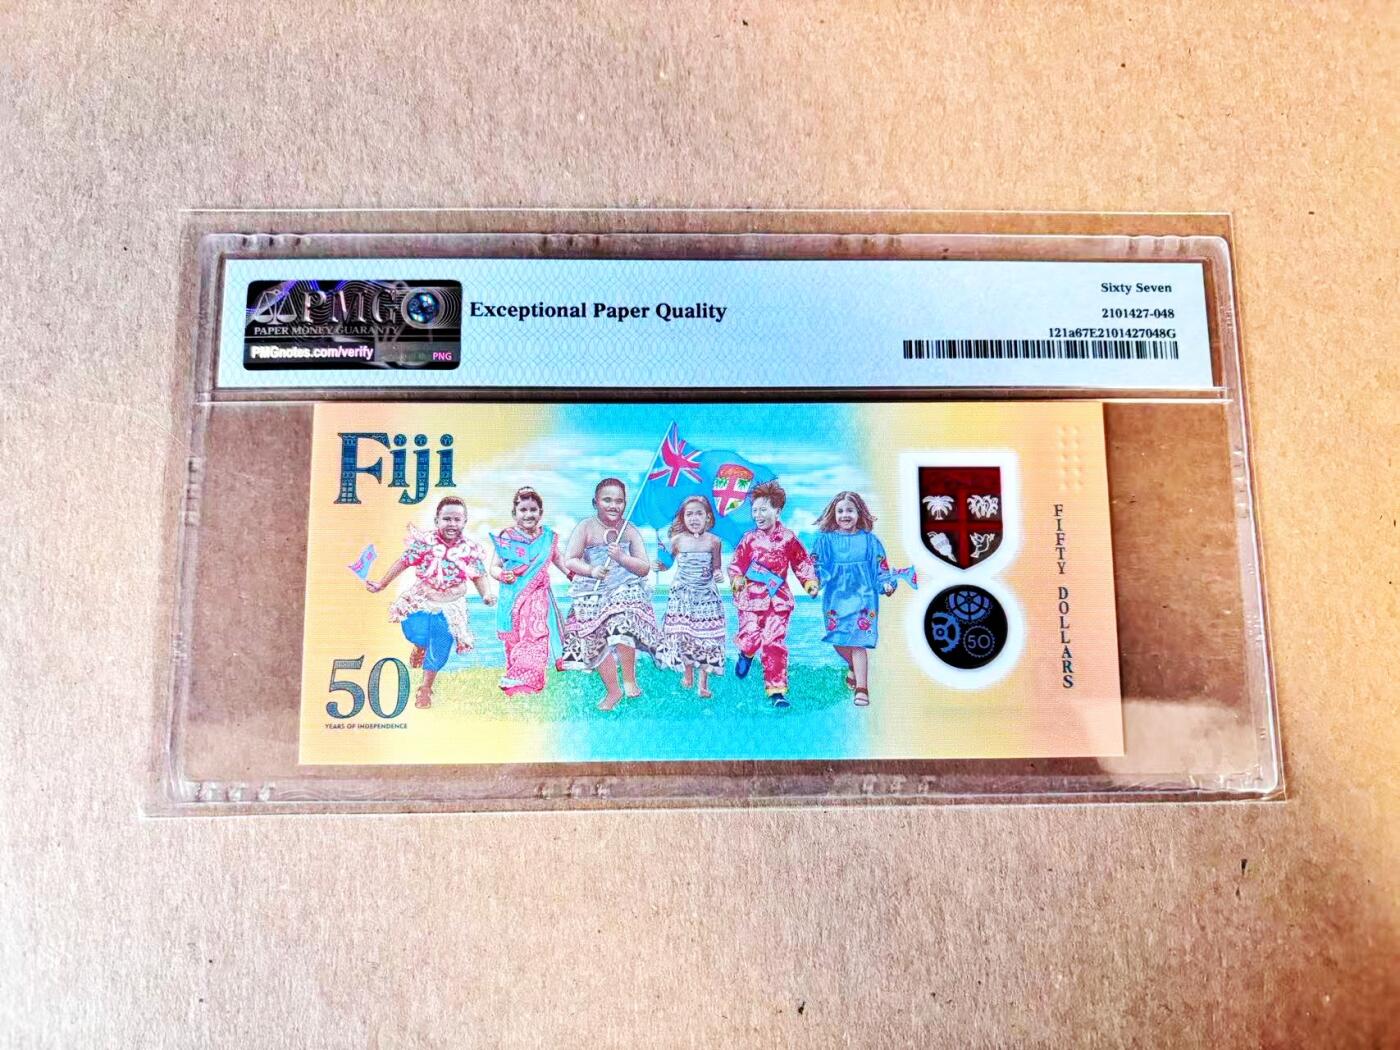 PMG
PAPER MONEY GUARANTY
PMGnotes.com/verify
PNG
Exceptional Paper Quality
Sixty Seven
2101427-048
121a67E2101427048G
Fiji
50
YEARS OF INDEPENDENCE
50
FIFTY DOLLARS